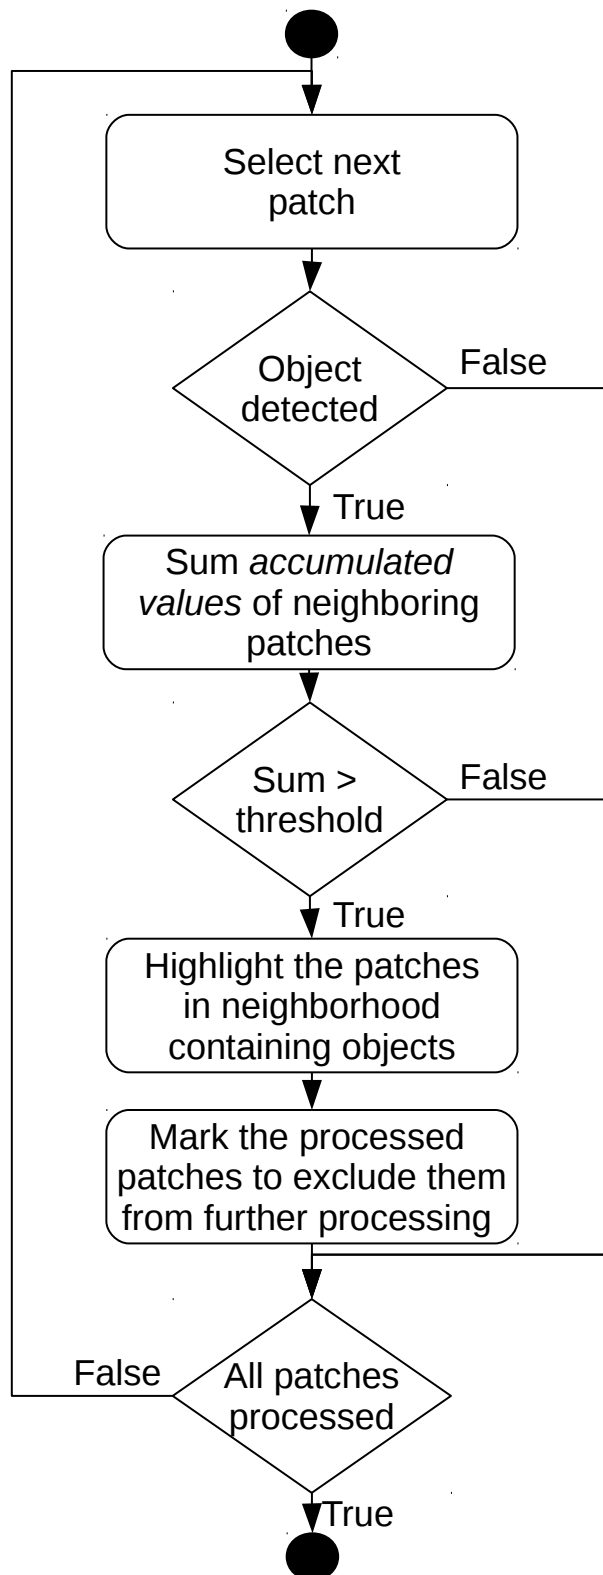 Select next
patch
Object
detected
False
True
Sum accumulated
values of neighboring
patches
Sum >
threshold
False
True
Highlight the patches
in neighborhood
containing objects
Mark the processed
patches to exclude them
from further processing
False
All patches
processed
True